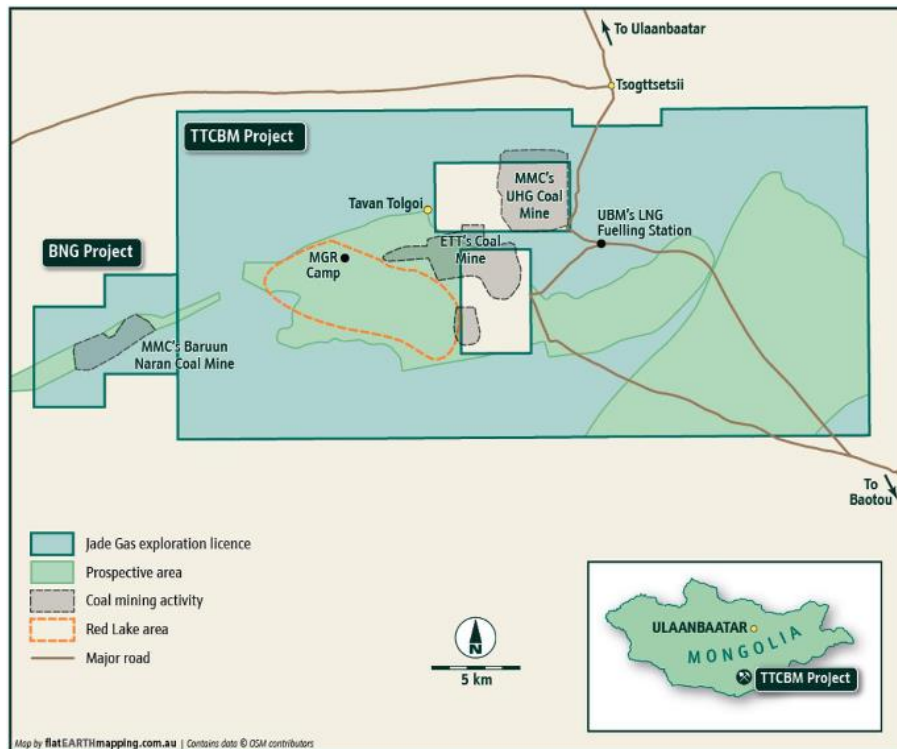 To Ulaanbaatar
Tsogttsetsii
TTCBM Project
MMC's
UHG Coal
Mine
Tavan Tolgoi
UBM's LNG
Fuelling Station
ETT's Coal
Mine
BNG Project
MGR
Camp
MMC's Baruun
Naran Coal Mine
To
Baotou
Jade Gas exploration licence
Prospective area
Coal mining activity
Red Lake area
Major road
N
5 km
ULAANBAATAR
MONGOLIA
TTCBM Project
Map by flatEARTHmapping.com.au | Contains data © OSM contributors